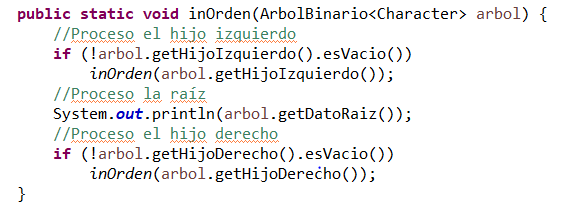 public static void inOrden(ArbolBinario<Character> arbol) {
//Proceso el hijo izquierdo
if (!arbol.getHijoIzquierdo().esVacio())
inOrden(arbol.getHijoIzquierdo());
//Proceso la raíz
System.out.println(arbol.getDatoRaiz());
//Proceso el hijo derecho
if (!arbol.getHijoDerecho().esVacio())
inOrden(arbol.getHijoDerecho());
}